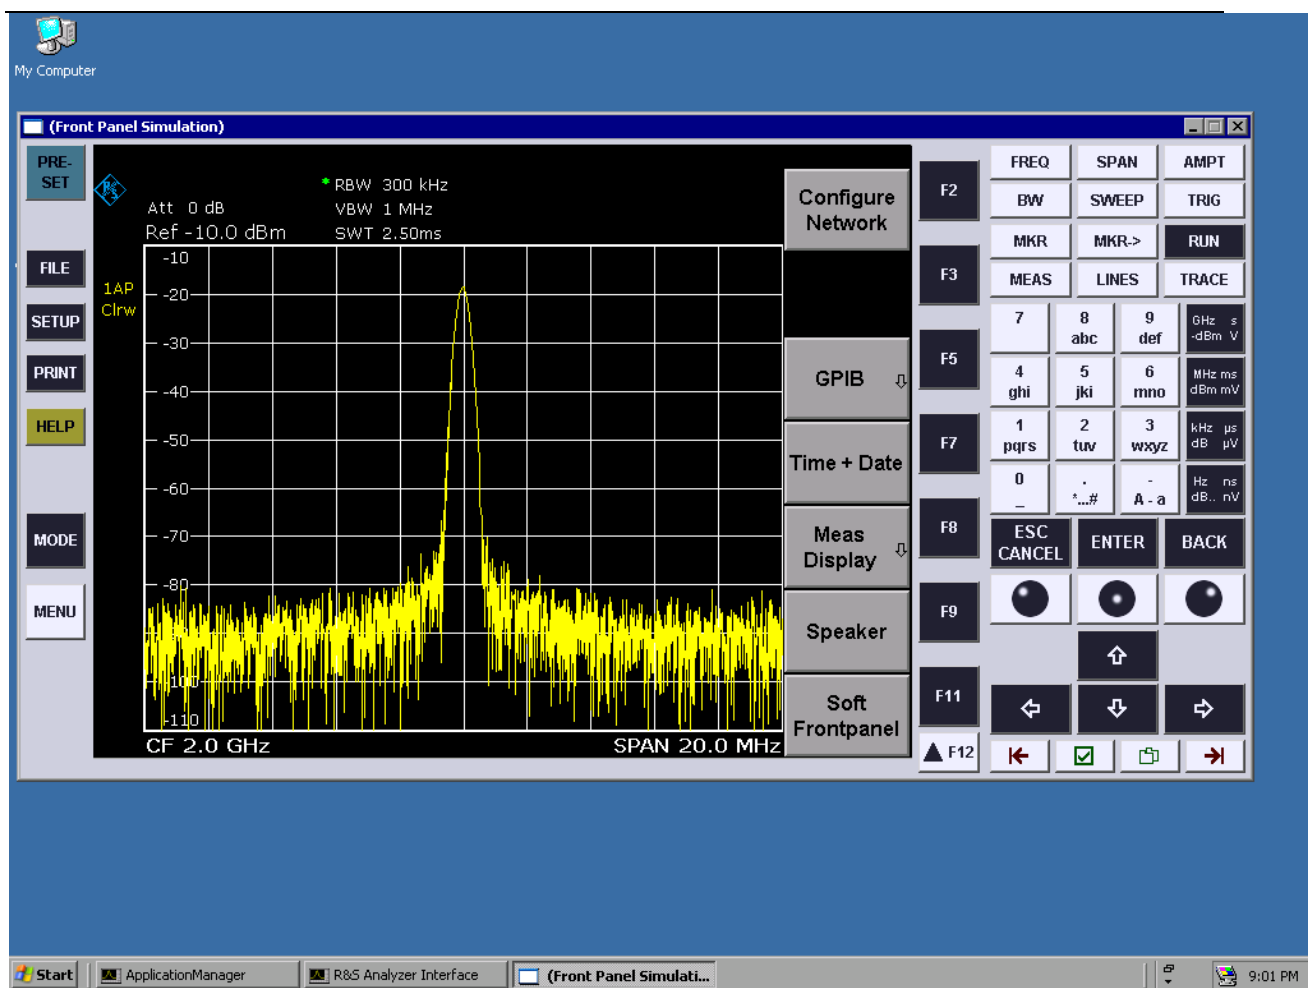 My Computer
(Front Panel Simulation)
PRE-
SET
FILE
SETUP
PRINT
HELP
MODE
MENU
R&S
Att 0 dB
Ref -10.0 dBm
* RBW 300 kHz
VBW 1 MHz
SWT 2.50ms
1AP
Clrw
-10
-20
-30
-40
-50
-60
-70
-80
-100
-110
CF 2.0 GHz
SPAN 20.0 MHz
Configure
Network
GPIB
Time + Date
Meas
Display
Speaker
Soft
Frontpanel
F2
F3
F5
F7
F8
F9
F11
F12
FREQ SPAN AMPT
BW SWEEP TRIG
MKR MKR-> RUN
MEAS LINES TRACE
7 8 9 GHz s
abc def -dBm V
4 5 6 MHz ms
ghi jkl mno dBm mV
1 2 3 kHz µs
pqrs tuv wxyz dB µV
0 . - Hz ns
_ *...# A - a dB.. nV
ESC
CANCEL
ENTER
BACK
Start
ApplicationManager
R&S Analyzer Interface
(Front Panel Simulati...
9:01 PM